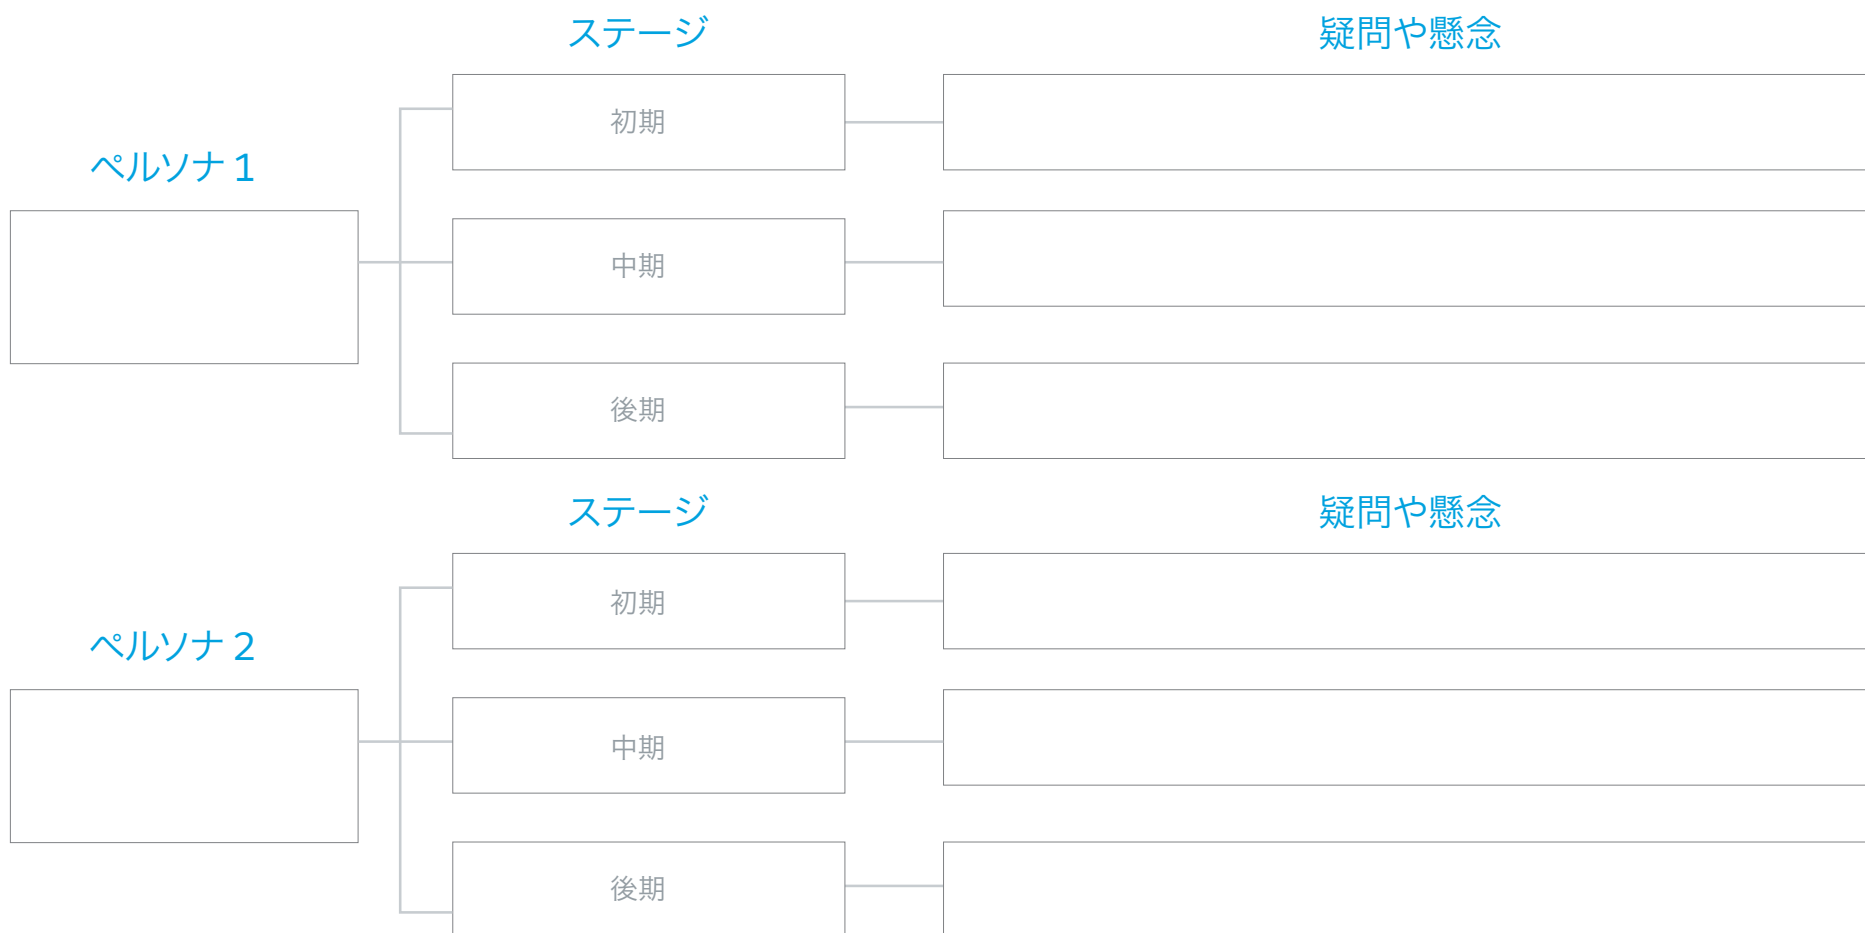 ステージ
疑問や懸念
初期
ペルソナ 1
中期
後期
ステージ
疑問や懸念
初期
ペルソナ 2
中期
後期